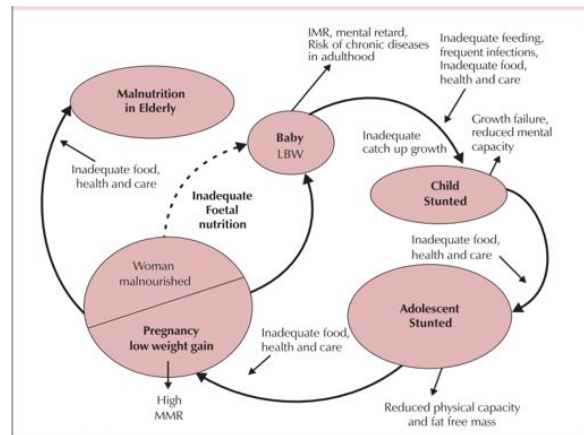 IMR, mental retard,
Risk of chronic diseases
in adulthood
Inadequate feeding,
frequent infections,
Inadequate food,
health and care
Malnutrition
in Elderly
Baby
LBW
Inadequate
catch up growth
Growth failure,
reduced mental
capacity
Inadequate food,
health and care
Inadequate
Foetal
nutrition
Child
Stunted
Inadequate food,
health and care
Woman
malnourished
Pregnancy
low weight gain
Inadequate food,
health and care
Adolescent
Stunted
High
MMR
Reduced physical capacity
and fat free mass